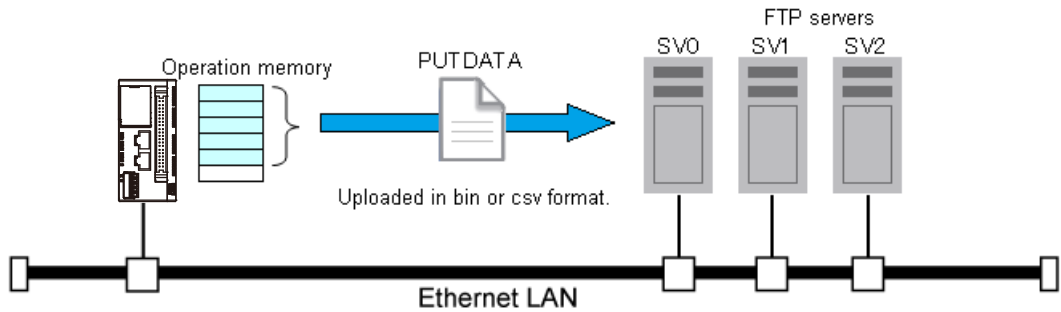 FTP servers
SV0 SV1 SV2
PUTDATA
Operation memory
Uploaded in bin or csv format.
Ethernet LAN